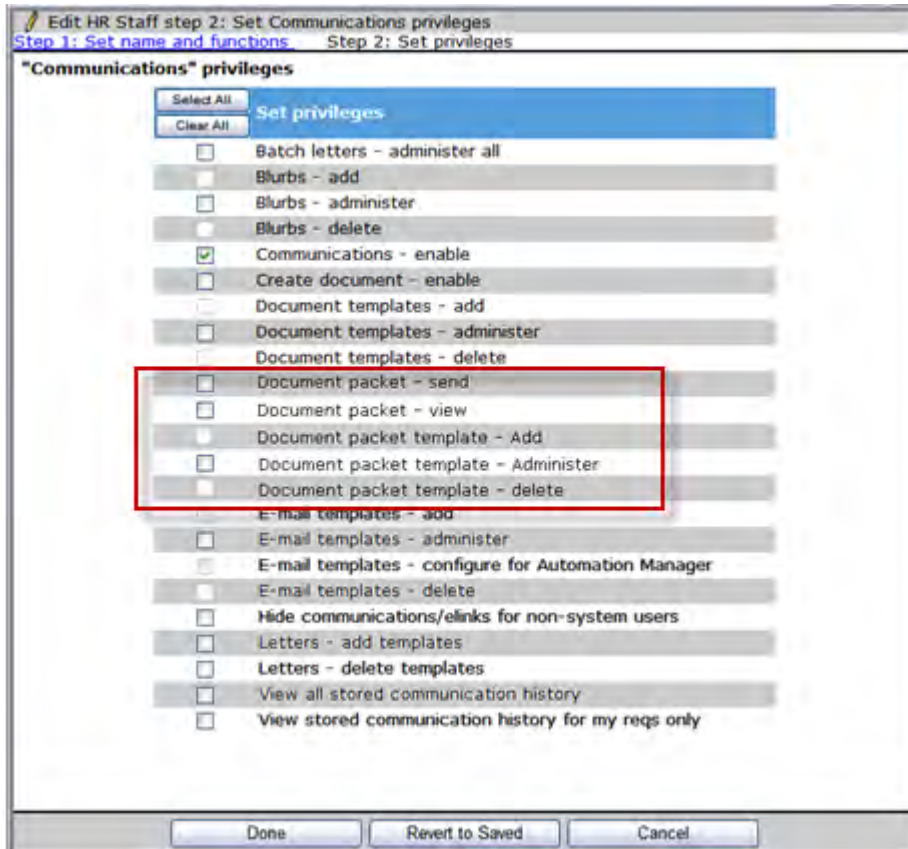 Edit HR Staff step 2: Set Communications privileges
Step 1: Set name and functions Step 2: Set privileges
"Communications" privileges
Select All
Set privileges
Clear All
Batch letters - administer all
Blurbs - add
Blurbs - administer
Blurbs - delete
Communications - enable
Create document - enable
Document templates - add
Document templates - administer
Document templates - delete
Document packet - send
Document packet - view
Document packet template - Add
Document packet template - Administer
Document packet template - delete
E-mail templates - add
E-mail templates - administer
E-mail templates - configure for Automation Manager
E-mail templates - delete
Hide communications/elinks for non-system users
Letters - add templates
Letters - delete templates
View all stored communication history
View stored communication history for my reqs only
Done Revert to Saved Cancel